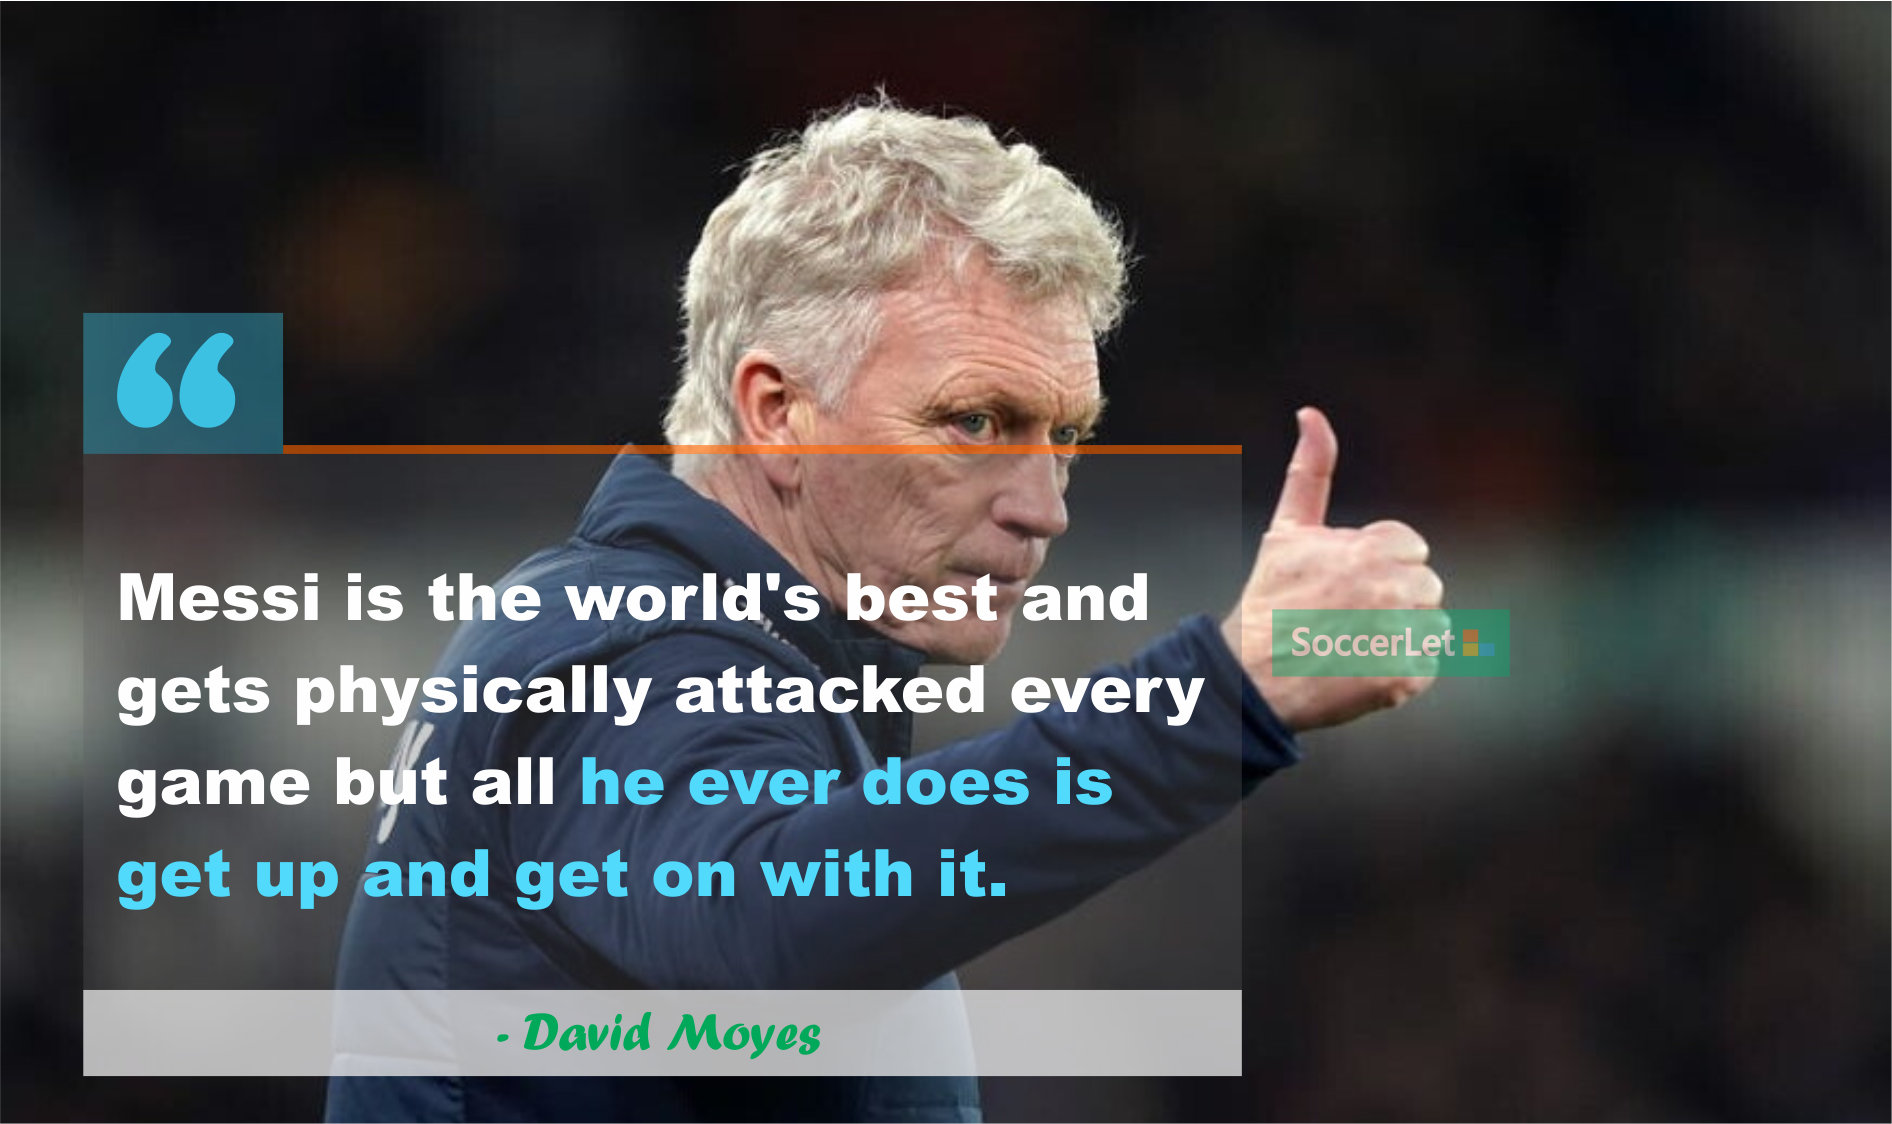 “
Messi is the world's best and
gets physically attacked every
game but all he ever does is
get up and get on with it.
SoccerLet
- David Moyes